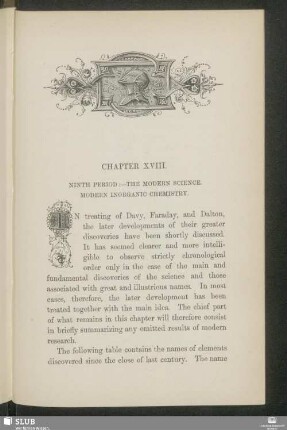 CHAPTER XVIII.
NINTH PERIOD:—THE MODERN SCIENCE.
MODERN INORGANIC CHEMISTRY.
IN treating of Davy, Faraday, and Dalton,
the later developments of their greater
discoveries have been shortly discussed.
It has seemed clearer and more intelli-
gible to observe strictly chronological
order only in the case of the main and
fundamental discoveries of the science and those
associated with great and illustrious names. In most
cases, therefore, the later development has been
treated together with the main idea. The chief part
of what remains in this chapter will therefore consist
in briefly summarizing any omitted results of modern
research.
The following table contains the names of elements
discovered since the close of last century. The name
SLUB
Wir führen Wissen.